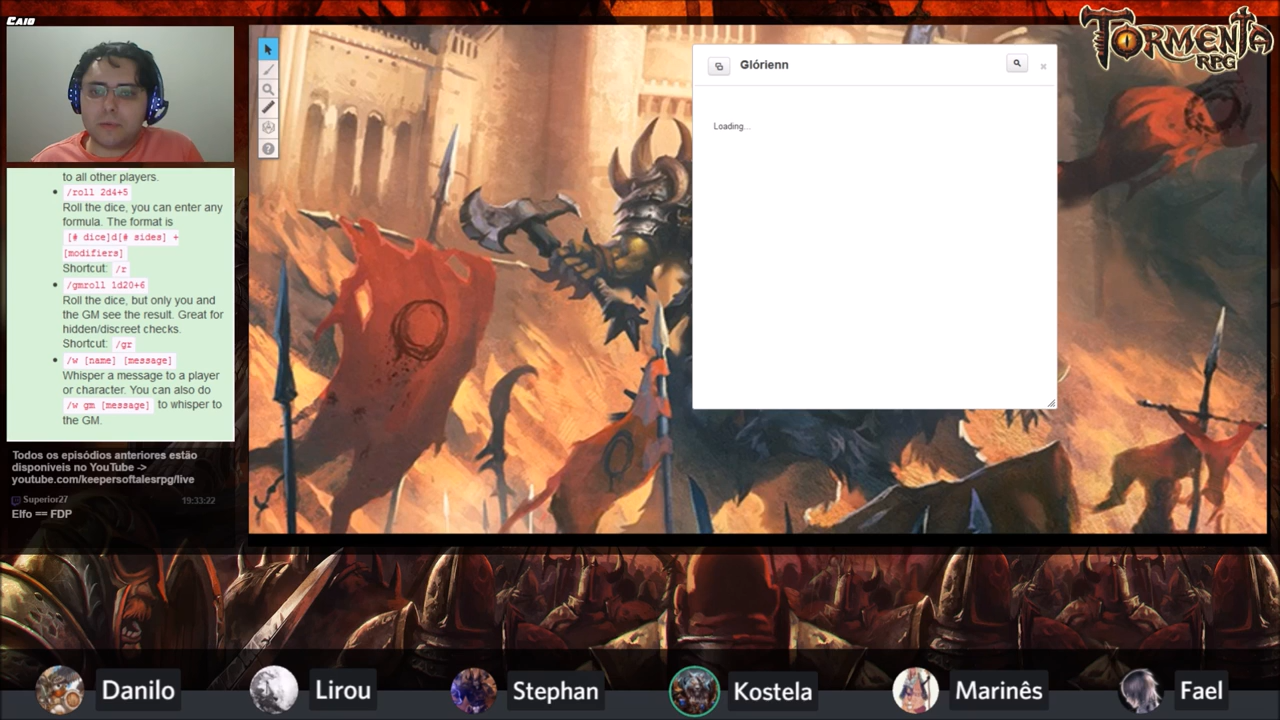 Caio
TORMENTA
RPG
Glórienn
Loading...
to all other players.
/roll 2d4+5
Roll the dice, you can enter any
formula. The format is
[# dice]d[# sides] +
[modifiers]
Shortcut: /r
/gmroll 1d20+6
Roll the dice, but only you and
the GM see the result. Great for
hidden/discreet checks.
Shortcut: /gr
/w [name] [message]
Whisper a message to a player
or character. You can also do
/w gm [message] to whisper to
the GM.
Todos os episódios anteriores estão
disponiveis no YouTube ->
youtube.com/keepersoftalesrpg/live
Superior27 19:33:22
Elfo == FDP
Danilo
Lirou
Stephan
Kostela
Marinês
Fael